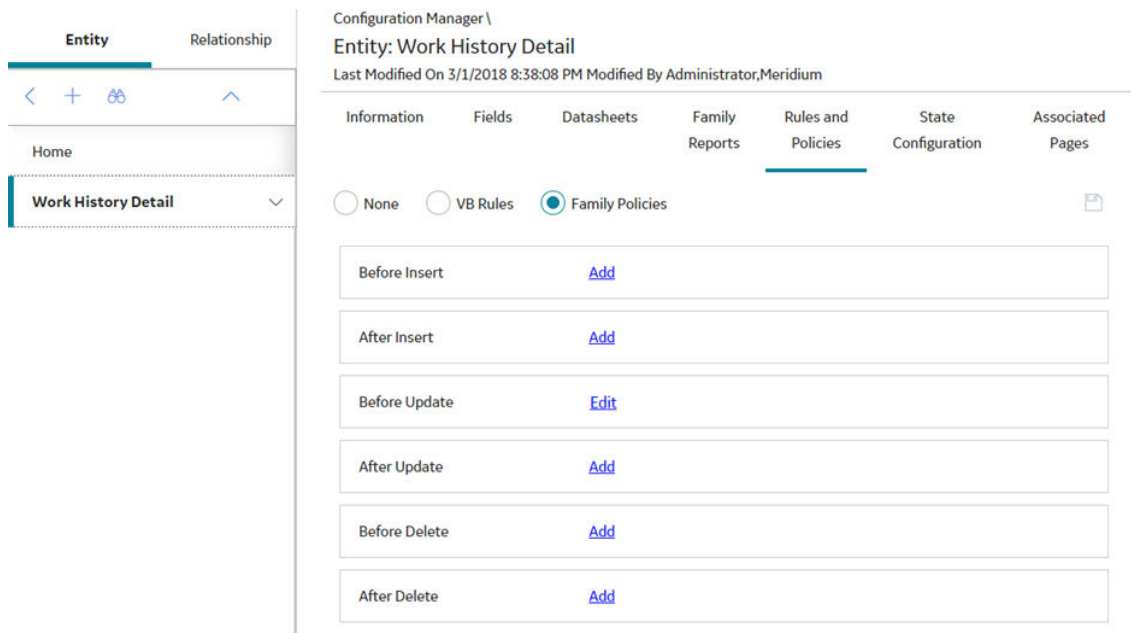 Entity Relationship
Home
Work History Detail
Configuration Manager\
Entity: Work History Detail
Last Modified On 3/1/2018 8:38:08 PM Modified By Administrator,Meridium
Information Fields Datasheets Family Reports Rules and Policies State Configuration Associated Pages
None VB Rules Family Policies
Before Insert Add
After Insert Add
Before Update Edit
After Update Add
Before Delete Add
After Delete Add